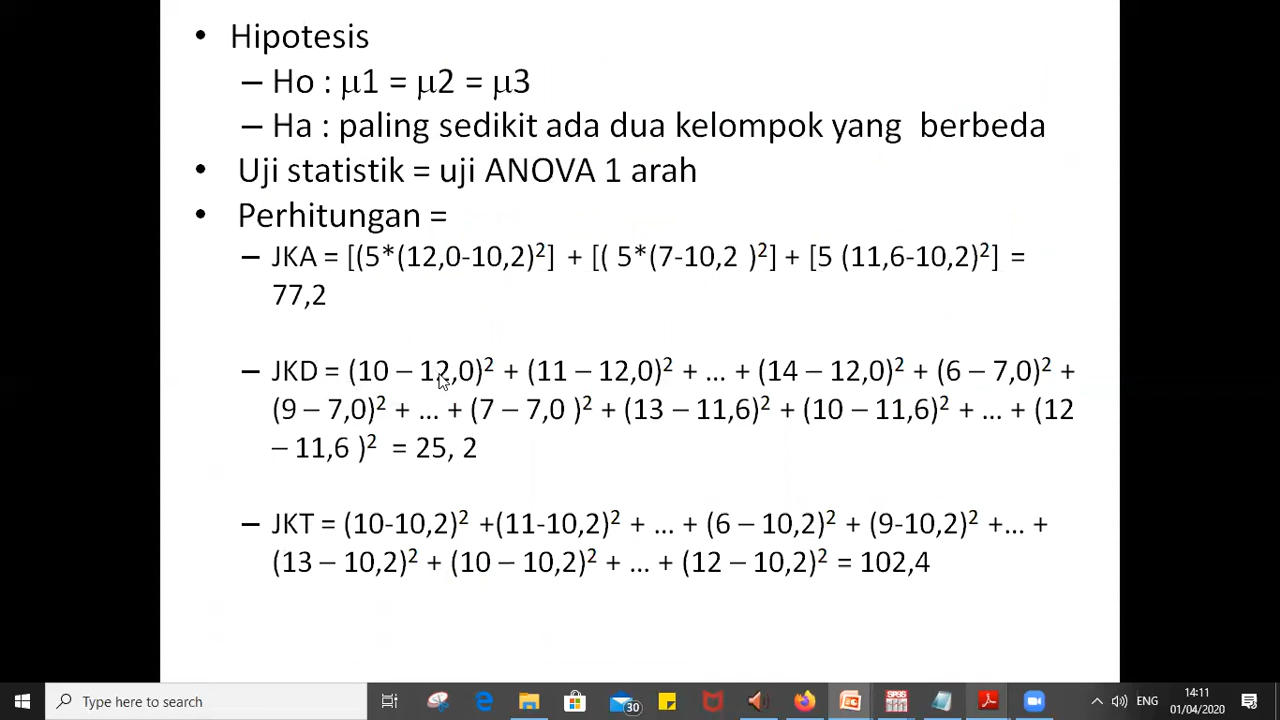 • Hipotesis
– Ho : μ1 = μ2 = μ3
– Ha : paling sedikit ada dua kelompok yang berbeda
• Uji statistik = uji ANOVA 1 arah
• Perhitungan =
– JKA = [(5*(12,0-10,2)²] + [( 5*(7-10,2 )²] + [5 (11,6-10,2)²] =
77,2
– JKD = (10 – 12,0)² + (11 – 12,0)² + ... + (14 – 12,0)² + (6 – 7,0)² +
(9 – 7,0)² + ... + (7 – 7,0 )² + (13 – 11,6)² + (10 – 11,6)² + ... + (12
– 11,6 )² = 25, 2
– JKT = (10-10,2)² +(11-10,2)² + ... + (6 – 10,2)² + (9-10,2)² +... +
(13 – 10,2)² + (10 – 10,2)² + ... + (12 – 10,2)² = 102,4
Type here to search
30
SPSS
ENG
14:11
01/04/2020